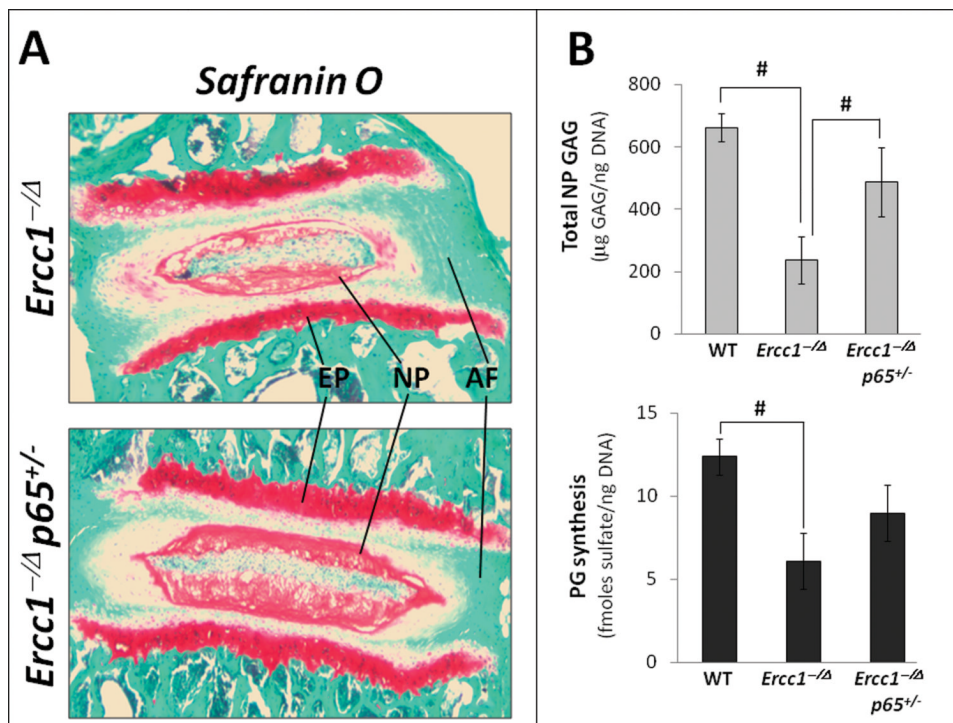 A
Safranin O
Ercc1−/Δ
EP NP AF
Ercc1−/Δ p65+/-
B
Total NP GAG
(µg GAG/ng DNA)
800
600
400
200
0
#
#
WT Ercc1−/Δ Ercc1−/Δ
p65+/-
PG synthesis
(fmoles sulfate/ng DNA)
15
10
5
0
#
WT Ercc1−/Δ Ercc1−/Δ
p65+/-